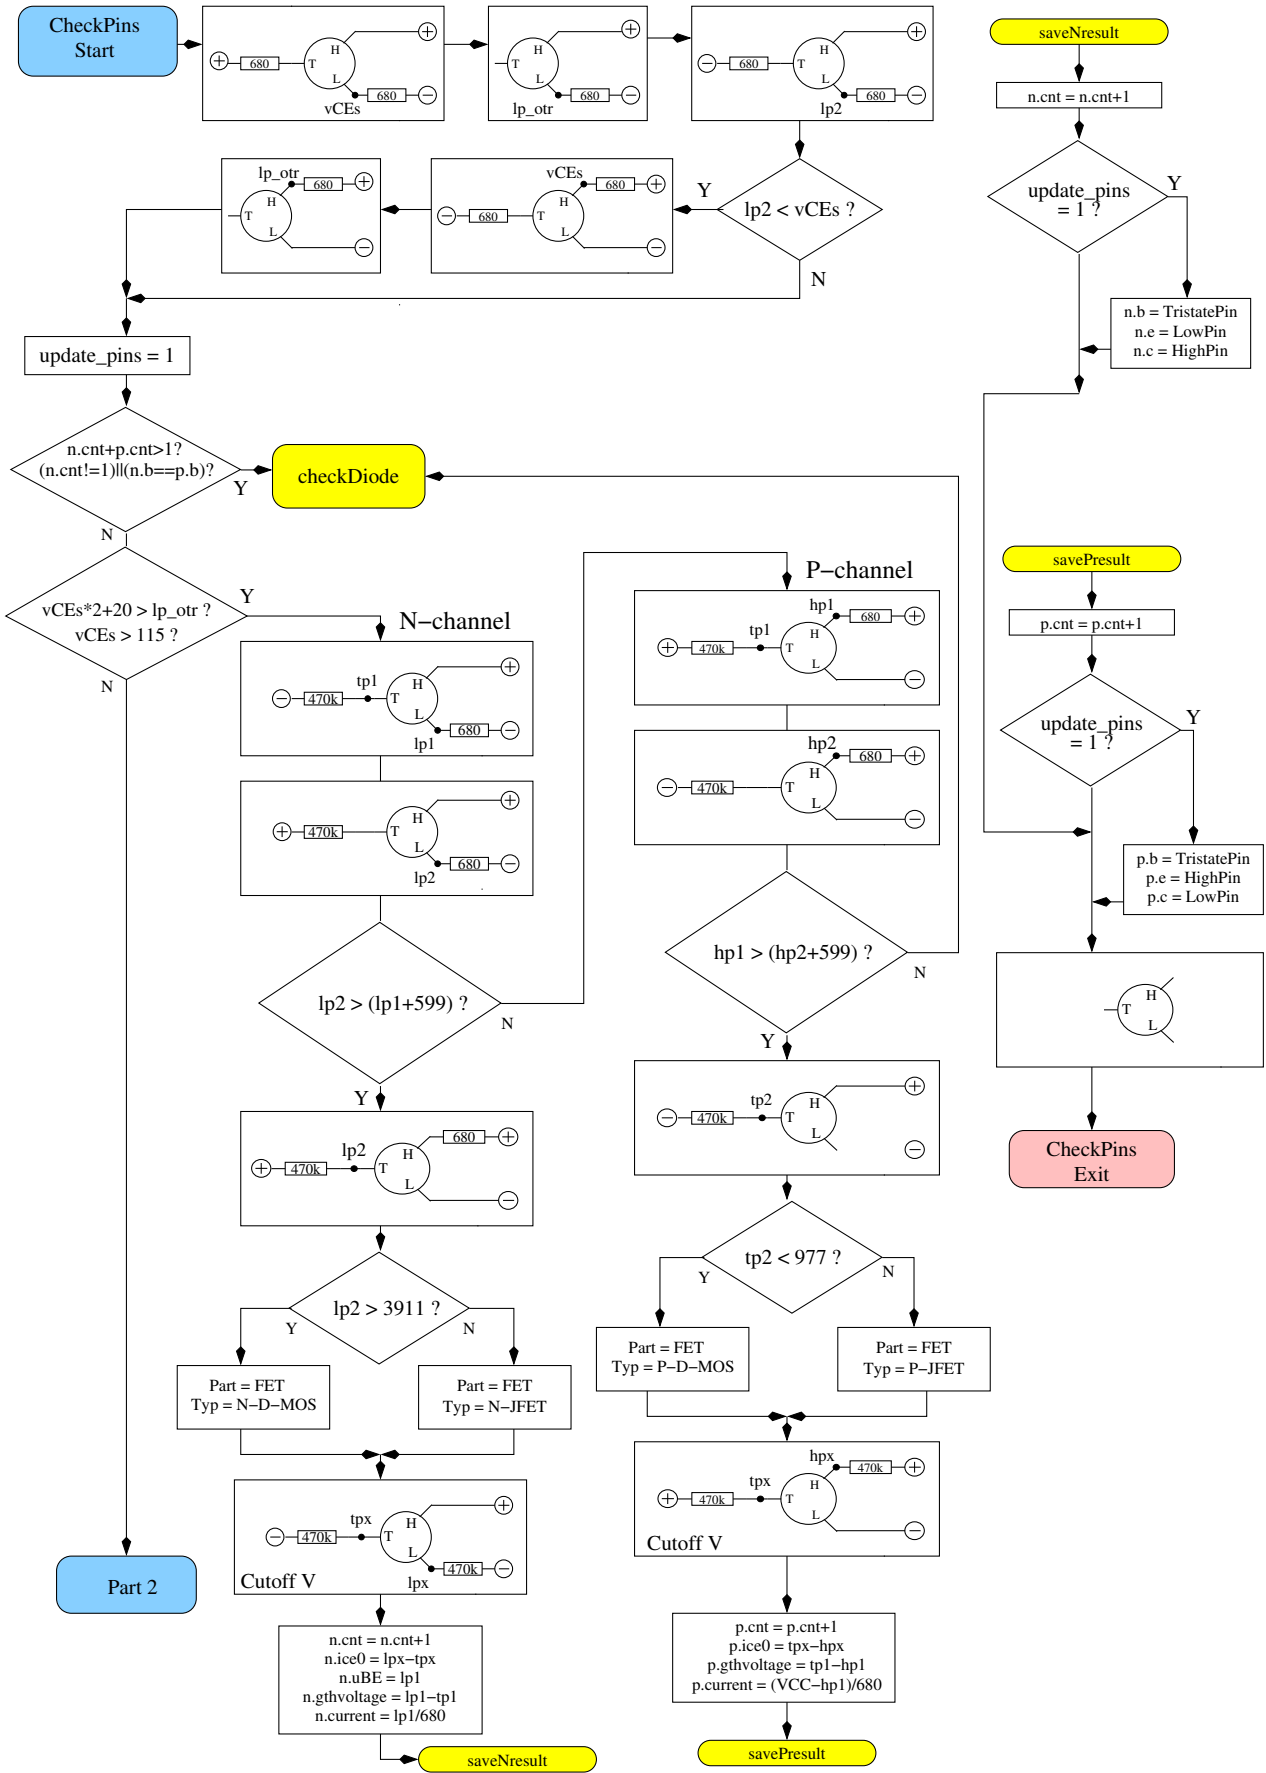 CheckPins
Start
+
680
T
H
L
+
vCEs
680
−
T
H
L
+
lp_otr
680
−
−
680
T
H
L
+
lp2
680
−
lp2 < vCEs ?
Y
N
vCEs
680
+
−
680
T
H
L
−
lp_otr
680
+
T
H
L
−
update_pins = 1
n.cnt+p.cnt>1?
(n.cnt!=1)||(n.b==p.b)?
Y
N
checkDiode
vCEs*2+20 > lp_otr ?
vCEs > 115 ?
Y
N
Part 2
N−channel
tp1
−
470k
T
H
L
+
680
−
lp1
+
470k
T
H
L
+
680
−
lp2
lp2 > (lp1+599) ?
N
Y
680
+
lp2
+
470k
T
H
L
−
lp2 > 3911 ?
Y
N
Part = FET
Typ = N−D−MOS
Part = FET
Typ = N−JFET
tpx
−
470k
T
H
L
+
470k
−
Cutoff V
lpx
n.cnt = n.cnt+1
n.ice0 = lpx−tpx
n.uBE = lp1
n.gthvoltage = lp1−tp1
n.current = lp1/680
saveNresult
P−channel
hp1
680
+
tp1
+
470k
T
H
L
−
hp2
680
+
−
470k
T
H
L
−
hp1 > (hp2+599) ?
N
Y
tp2
−
470k
T
H
L
+
−
tp2 < 977 ?
Y
N
Part = FET
Typ = P−D−MOS
Part = FET
Typ = P−JFET
hpx
470k
+
tpx
+
470k
T
H
L
−
Cutoff V
p.cnt = p.cnt+1
p.ice0 = tpx−hpx
p.gthvoltage = tp1−hp1
p.current = (VCC−hp1)/680
savePresult
saveNresult
n.cnt = n.cnt+1
update_pins
= 1 ?
Y
n.b = TristatePin
n.e = LowPin
n.c = HighPin
savePresult
p.cnt = p.cnt+1
update_pins
= 1 ?
Y
p.b = TristatePin
p.e = HighPin
p.c = LowPin
T
H
L
CheckPins
Exit